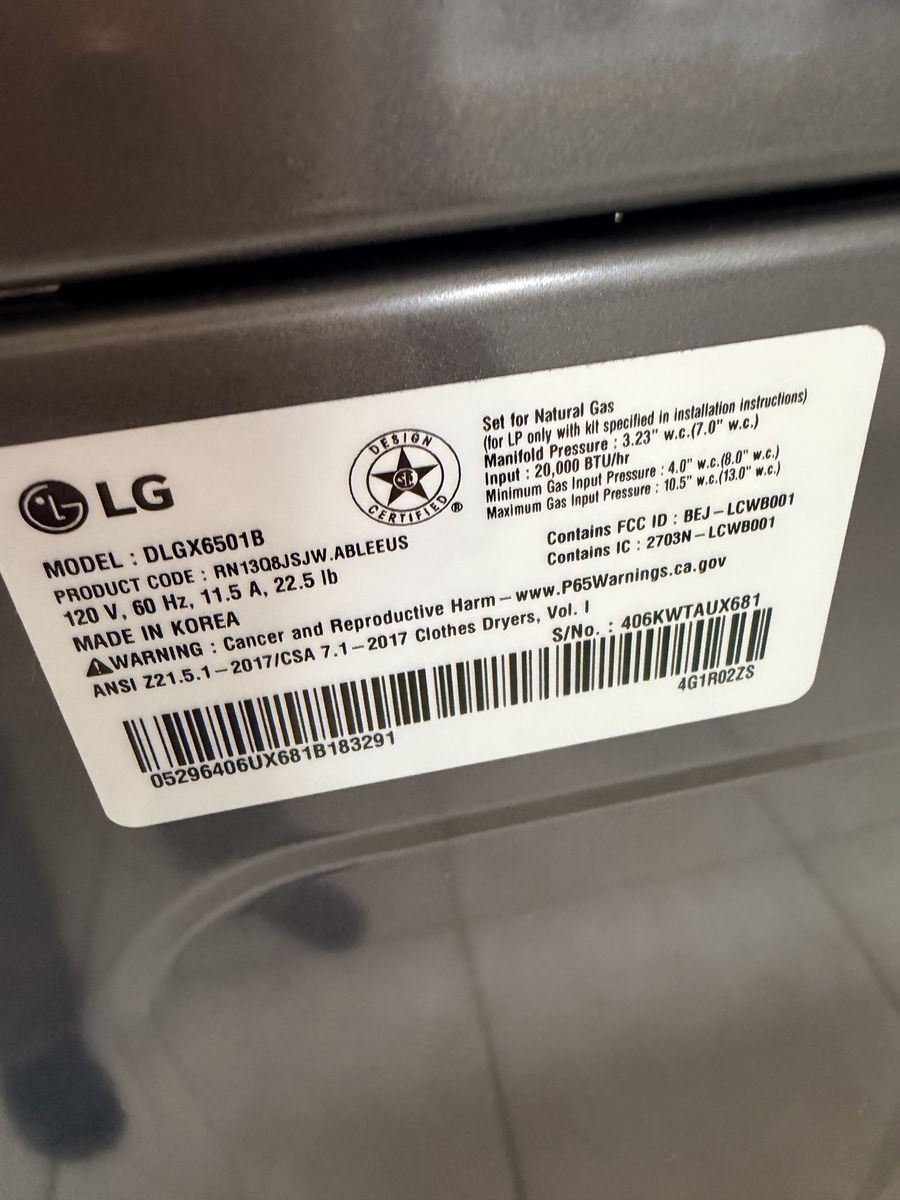 LG
DESIGN
CERTIFIED
®
Set for Natural Gas
(for LP only with kit specified in installation instructions)
Manifold Pressure : 3.23" w.c.(7.0" w.c.)
Input : 20,000 BTU/hr
Minimum Gas Input Pressure : 4.0" w.c.(8.0" w.c.)
Maximum Gas Input Pressure : 10.5" w.c.(13.0" w.c.)
MODEL : DLGX6501B
PRODUCT CODE : RN13Q8JSJW.ABLEEUS
120 V, 60 Hz, 11.5 A, 22.5 lb
MADE IN KOREA
Contains FCC ID : BEJ-LCWB001
Contains IC : 2703N-LCWB001
⚠WARNING : Cancer and Reproductive Harm-www.P65Warnings.ca.gov
ANSI Z21.5.1-2017/CSA 7.1-2017 Clothes Dryers, Vol. I
S/No. : 406KWTAUX681
05296406UX681B183291
4G1R02ZS